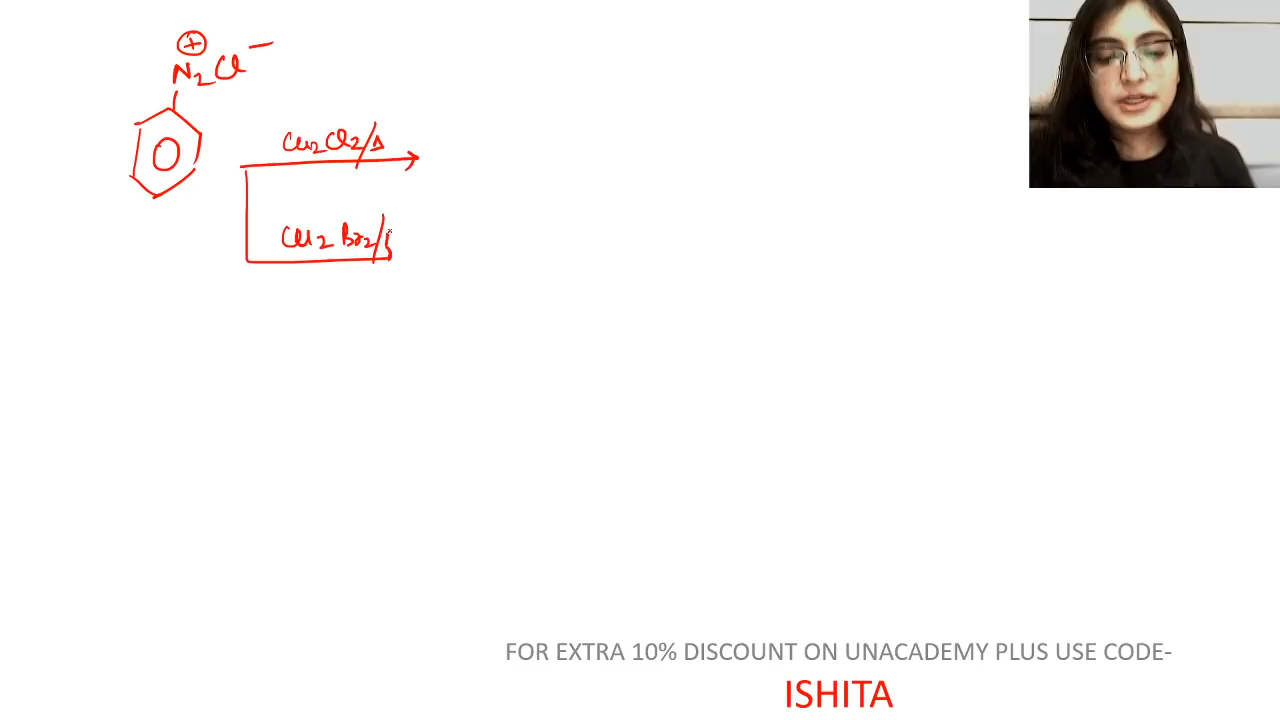 ⊕
N2Cl⁻
Cu2Cl2/Δ
Cu2Br2/
FOR EXTRA 10% DISCOUNT ON UNACADEMY PLUS USE CODE-
ISHITA